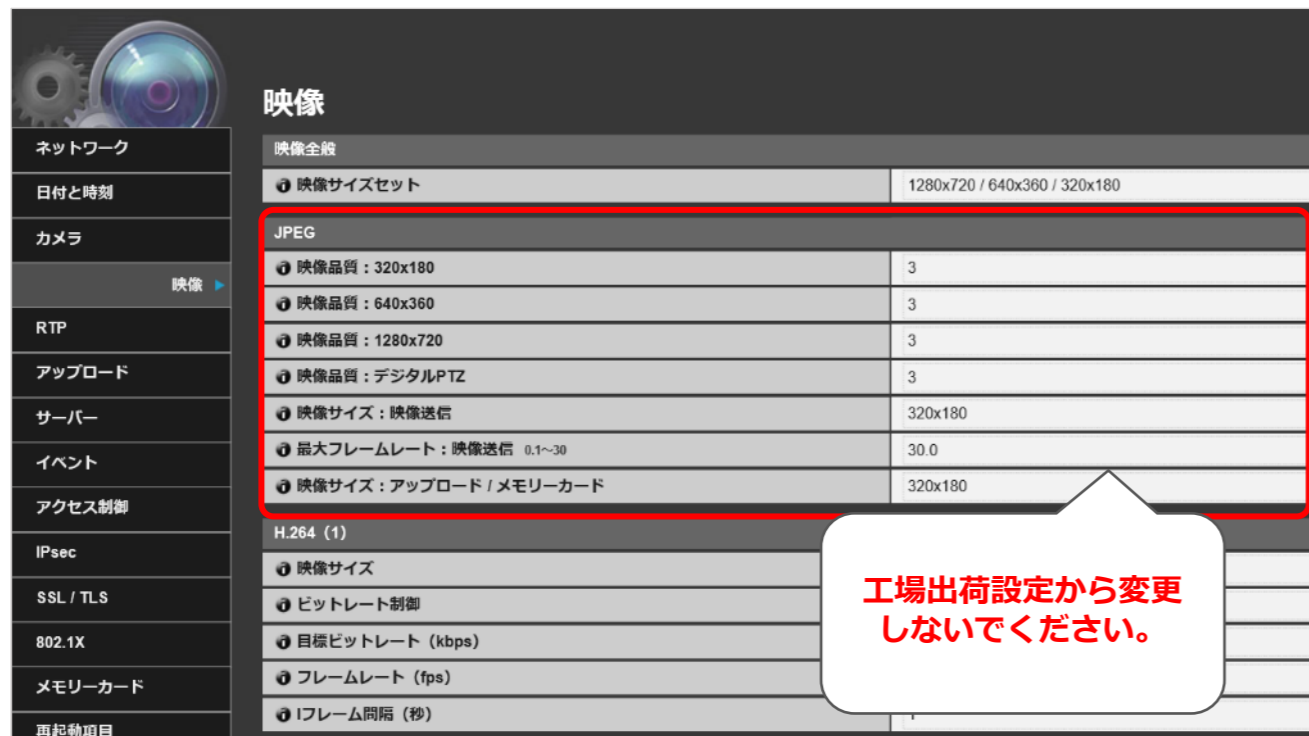 映像
ネットワーク
日付と時刻
カメラ
映像
RTP
アップロード
サーバー
イベント
アクセス制御
IPsec
SSL / TLS
802.1X
メモリーカード
再起動項目
映像全般
映像サイズセット 1280x720 / 640x360 / 320x180
JPEG
映像品質：320x180 3
映像品質：640x360 3
映像品質：1280x720 3
映像品質：デジタルPTZ 3
映像サイズ：映像送信 320x180
最大フレームレート：映像送信 0.1～30 30.0
映像サイズ：アップロード / メモリーカード 320x180
H.264（1）
映像サイズ
ビットレート制御
目標ビットレート（kbps）
フレームレート（fps）
Iフレーム間隔（秒）
工場出荷設定から変更
しないでください。